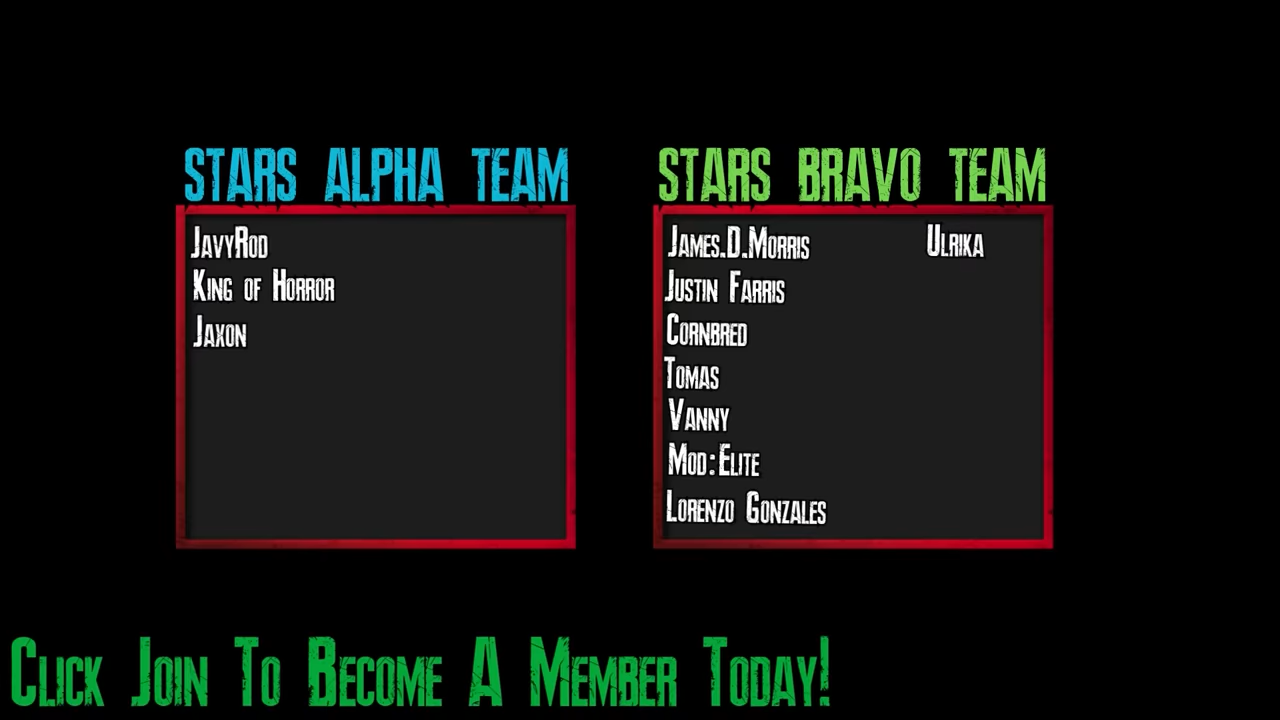 STARS ALPHA TEAM
JavyRod
King of Horror
Jaxon
STARS BRAVO TEAM
James.D.Morris
Ulrika
Justin Farris
Cornbred
Tomas
Vanny
Mod:Elite
Lorenzo Gonzales
Click Join To Become A Member Today!